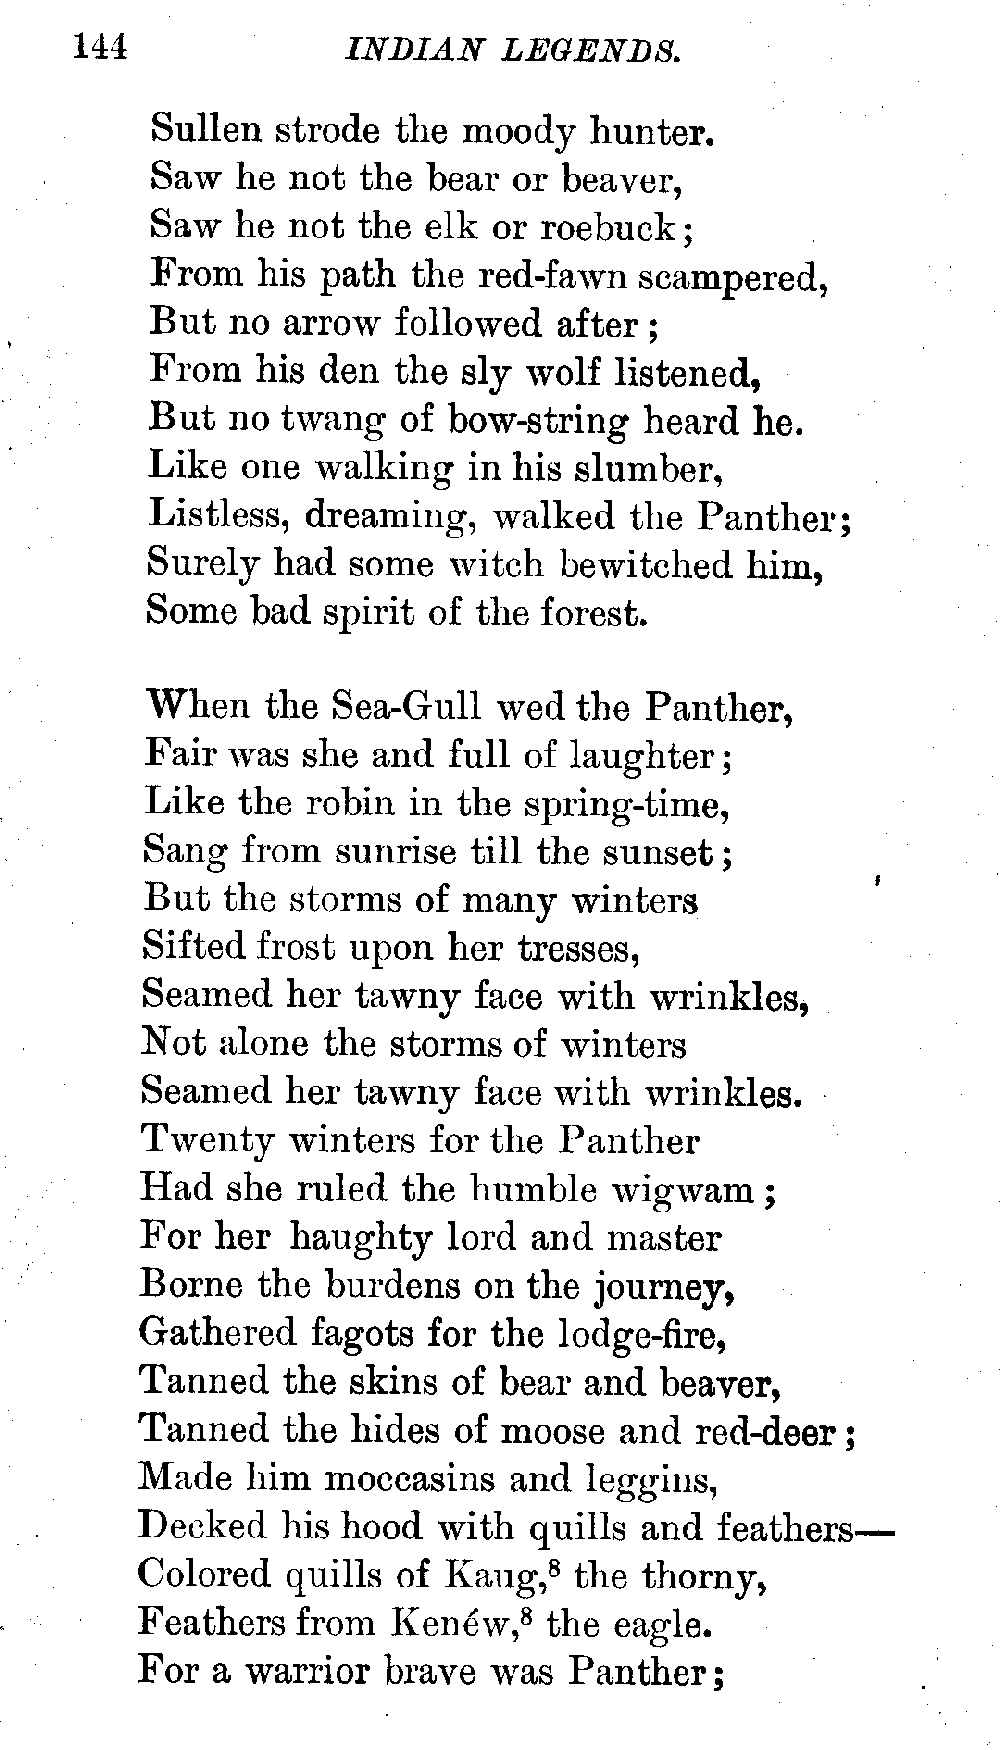 144 INDIAN LEGENDS.
Sullen strode the moody hunter.
Saw he not the bear or beaver,
Saw he not the elk or roebuck;
From his path the red-fawn scampered,
But no arrow followed after;
From his den the sly wolf listened,
But no twang of bow-string heard he.
Like one walking in his slumber,
Listless, dreaming, walked the Panther;
Surely had some witch bewitched him,
Some bad spirit of the forest.
When the Sea-Gull wed the Panther,
Fair was she and full of laughter;
Like the robin in the spring-time,
Sang from sunrise till the sunset;
But the storms of many winters
Sifted frost upon her tresses,
Seamed her tawny face with wrinkles,
Not alone the storms of winters
Seamed her tawny face with wrinkles.
Twenty winters for the Panther
Had she ruled the humble wigwam;
For her haughty lord and master
Borne the burdens on the journey,
Gathered fagots for the lodge-fire,
Tanned the skins of bear and beaver,
Tanned the hides of moose and red-deer;
Made him moccasins and leggins,
Decked his hood with quills and feathers—
Colored quills of Kaug,⁸ the thorny,
Feathers from Kenéw,⁸ the eagle.
For a warrior brave was Panther;